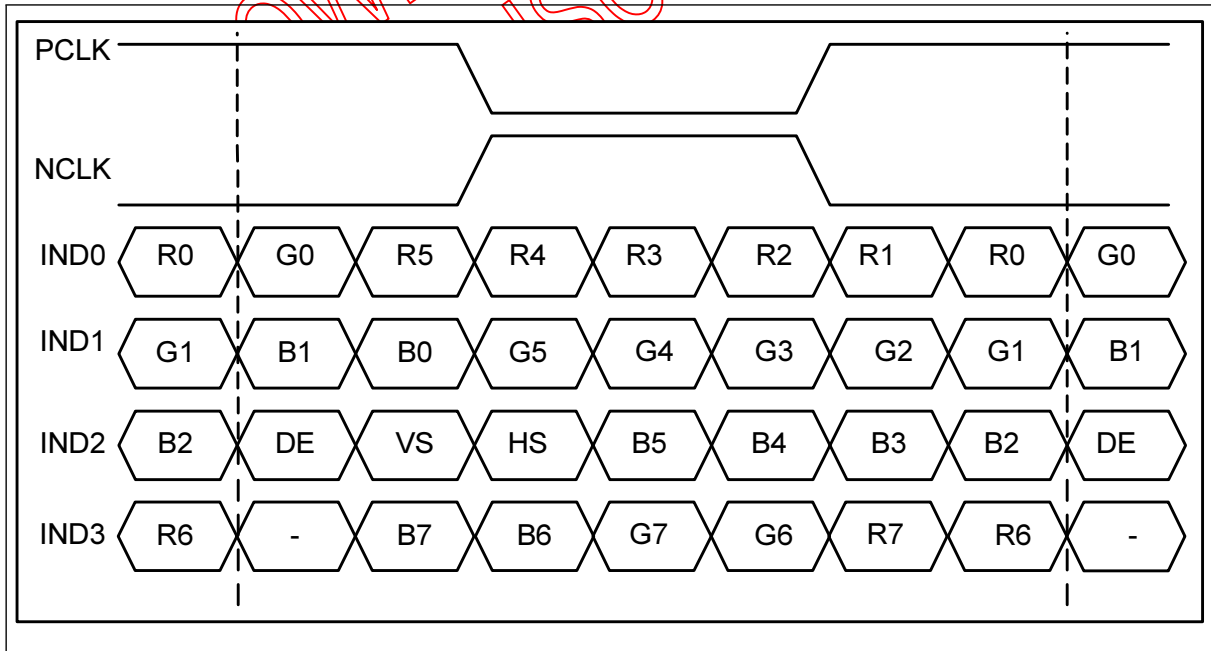 PCLK
NCLK
IND0 R0 G0 R5 R4 R3 R2 R1 R0 G0
IND1 G1 B1 B0 G5 G4 G3 G2 G1 B1
IND2 B2 DE VS HS B5 B4 B3 B2 DE
IND3 R6 - B7 B6 G7 G6 R7 R6 -